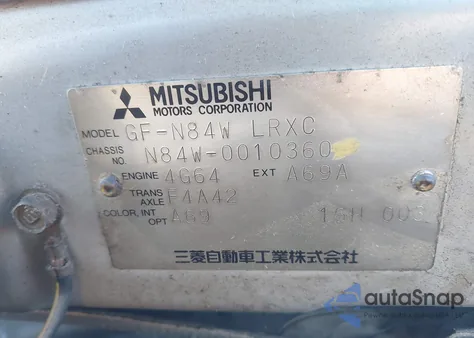 MITSUBISHI
MOTORS CORPORATION
MODEL GF-N84W LRXC
CHASSIS NO. N84W-0010360
ENGINE 4G64 EXT A69A
TRANS AXLE F4A42
COLOR, INT OPT A69
三菱自動車工業株式会社
autoSnap